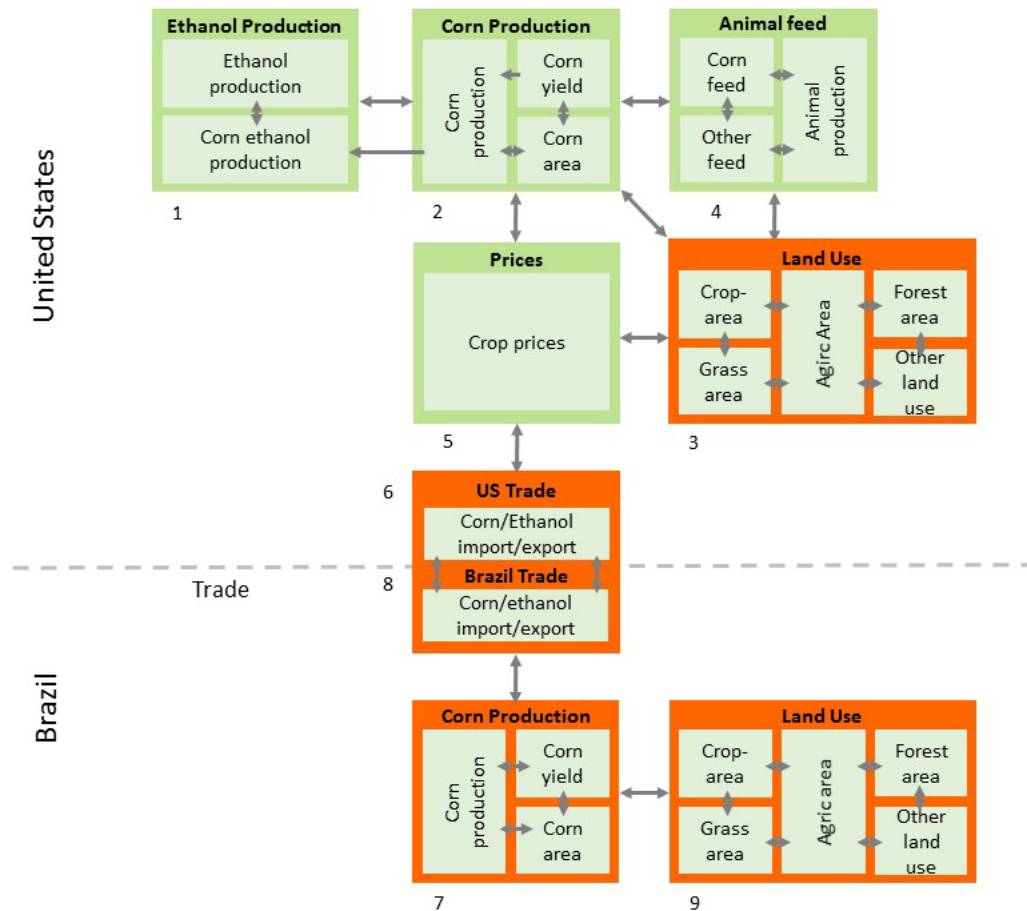 Ethanol Production
Ethanol
production
Corn ethanol
production
1
Corn Production
Corn
production
Corn
yield
Corn
area
2
Animal feed
Corn
feed
Other
feed
Animal
production
4
United States
Prices
Crop prices
5
Land Use
Crop-
area
Grass
area
Agirc Area
Forest
area
Other
land
use
3
6
US Trade
Corn/Ethanol
import/export
Trade
8
Brazil Trade
Corn/ethanol
import/export
Brazil
Corn Production
Corn
production
Corn
yield
Corn
area
7
Land Use
Crop-
area
Grass
area
Agric area
Forest
area
Other
land
use
9